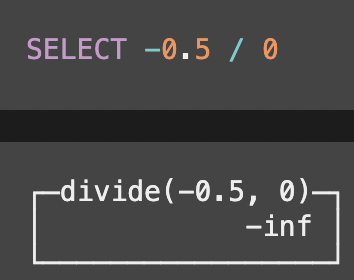 SELECT -0.5 / 0
divide(-0.5, 0)
-inf